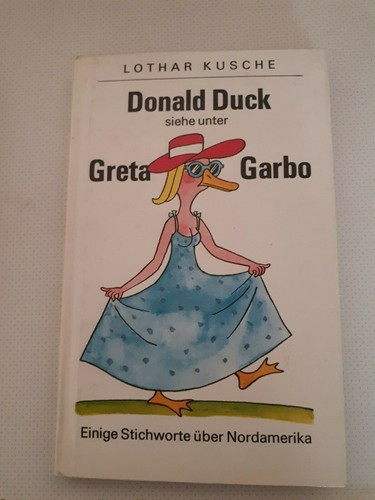 LOTHAR KUSCHE
Donald Duck
siehe unter
Greta Garbo
Einige Stichworte über Nordamerika